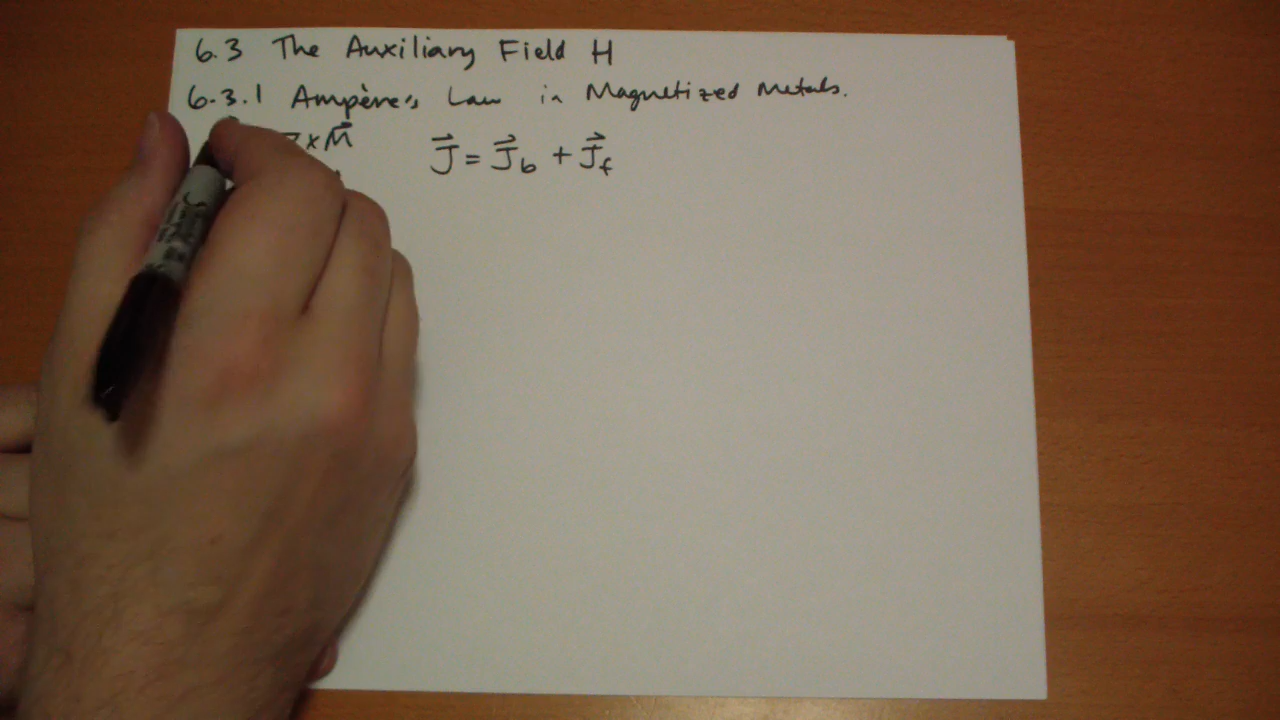 6.3 The Auxiliary Field H
6.3.1 Ampère's Law in Magnetized Metals.
∇×M⃗ J⃗ = J⃗b + J⃗f